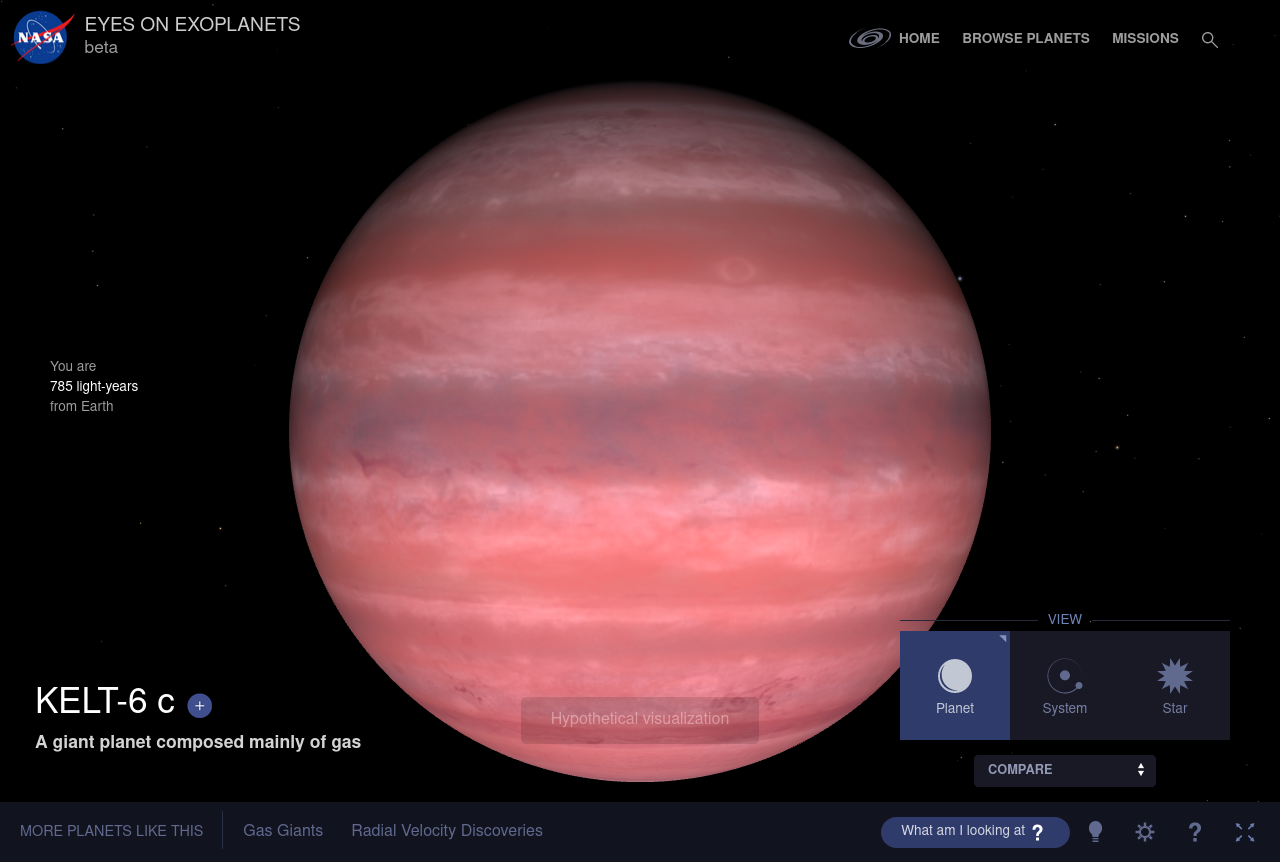 NASA
EYES ON EXOPLANETS
beta
HOME
BROWSE PLANETS
MISSIONS
You are
785 light-years
from Earth
VIEW
Planet
System
Star
KELT-6 c +
A giant planet composed mainly of gas
Hypothetical visualization
COMPARE
MORE PLANETS LIKE THIS
Gas Giants
Radial Velocity Discoveries
What am I looking at ?
?